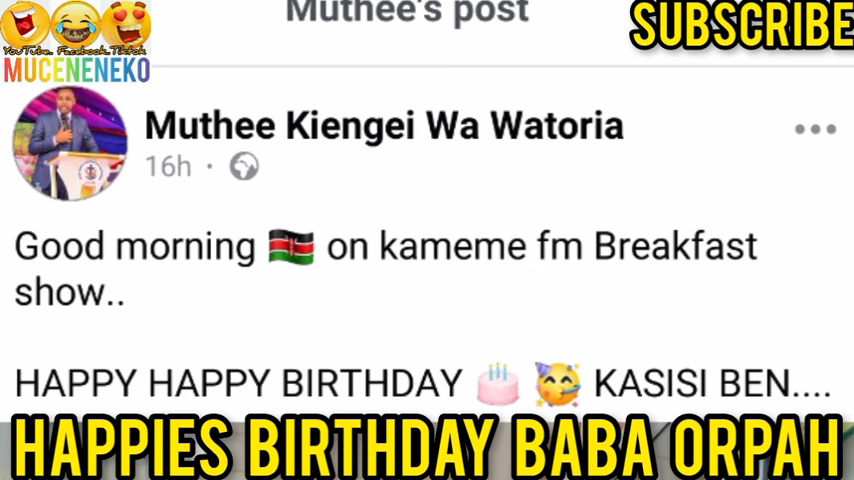 Muthee's post
SUBSCRIBE
YouTube. Facebook.Tiktok
MUCENENEKO
Muthee Kiengei Wa Watoria
16h ·
Good morning 🇰🇪 on kameme fm Breakfast
show..
HAPPY HAPPY BIRTHDAY 🎂 🥳 KASISI BEN....
HAPPIES BIRTHDAY BABA ORPAH